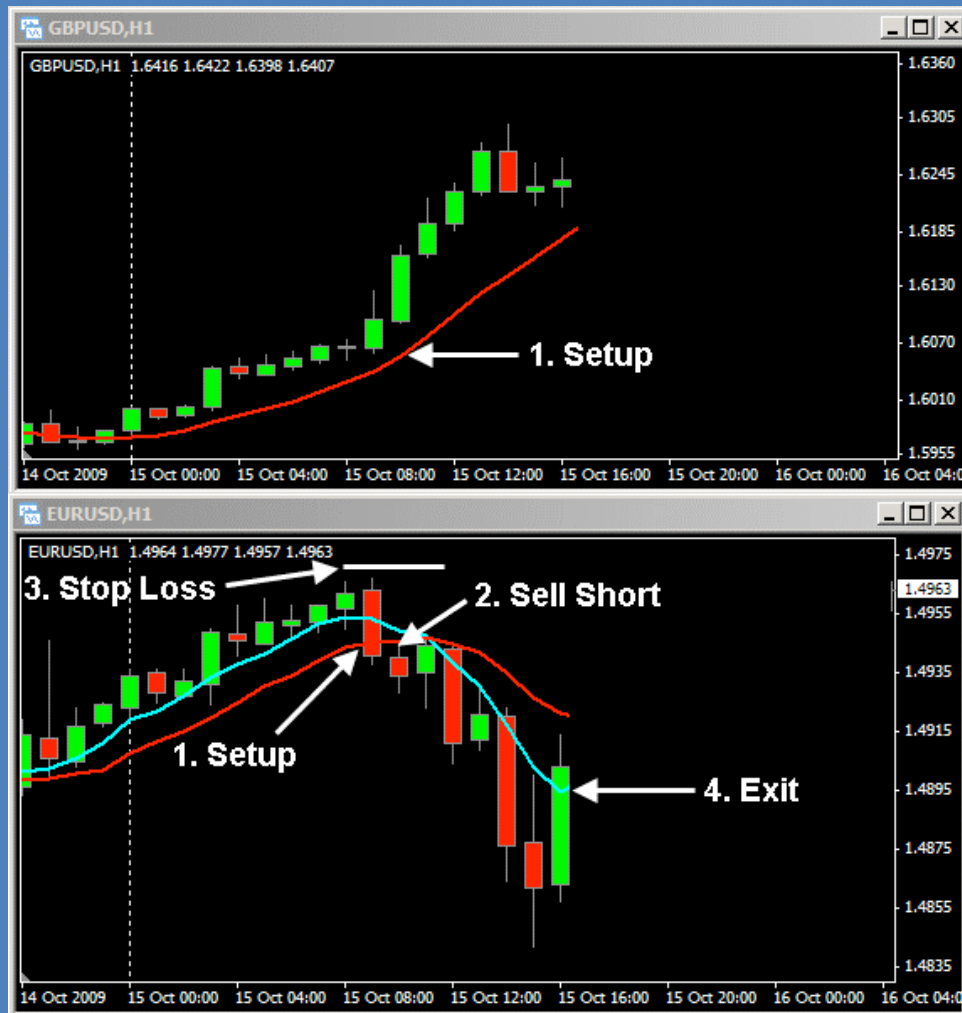 GBPUSD,H1
GBPUSD,H1 1.6416 1.6422 1.6398 1.6407
1.6360
1.6305
1.6245
1.6185
1.6130
1. Setup
1.6070
1.6010
1.5955
14 Oct 2009 15 Oct 00:00 15 Oct 04:00 15 Oct 08:00 15 Oct 12:00 15 Oct 16:00 15 Oct 20:00 16 Oct 00:00 16 Oct 04:0
EURUSD,H1
EURUSD,H1 1.4964 1.4977 1.4957 1.4963
1.4975
3. Stop Loss
1.4963
2. Sell Short
1.4955
1.4935
1.4915
1. Setup
4. Exit
1.4895
1.4875
1.4855
1.4835
14 Oct 2009 15 Oct 00:00 15 Oct 04:00 15 Oct 08:00 15 Oct 12:00 15 Oct 16:00 15 Oct 20:00 16 Oct 00:00 16 Oct 04:0